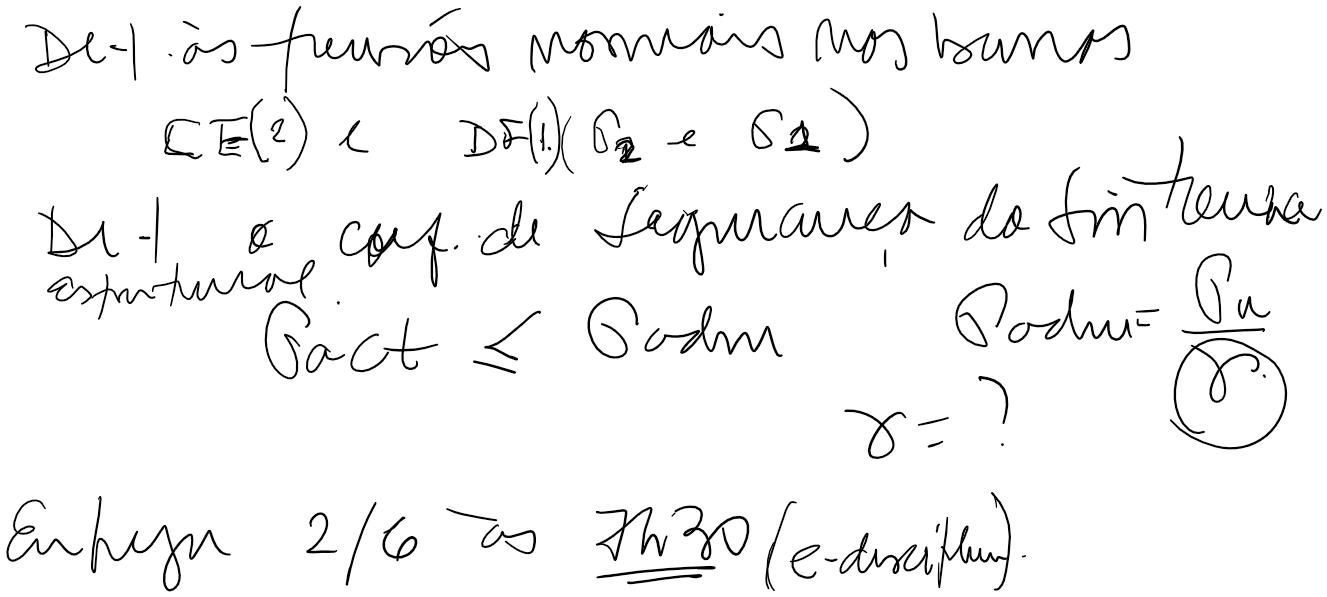 Det. as tensões normais nas barras
CE(2) e DF(1) (σ2 e σ1)
Det. o coef. de segurança do sistema
estrutural
σact ≤ σadm σadm = σu / γ
γ = ?
Entrega 2/6 às 7h30 (e-disciplinas).